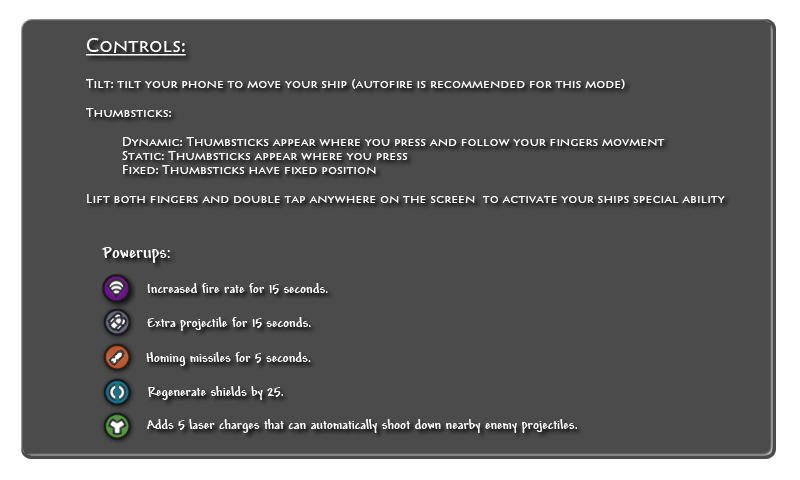 Controls:
Tilt: tilt your phone to move your ship (autofire is recommended for this mode)
Thumbsticks:
Dynamic: Thumbsticks appear where you press and follow your fingers movment
Static: Thumbsticks appear where you press
Fixed: Thumbsticks have fixed position
Lift both fingers and double tap anywhere on the screen to activate your ships special ability
Powerups:
Increased fire rate for 15 seconds.
Extra projectile for 15 seconds.
Homing missiles for 5 seconds.
Regenerate shields by 25.
Adds 5 laser charges that can automatically shoot down nearby enemy projectiles.